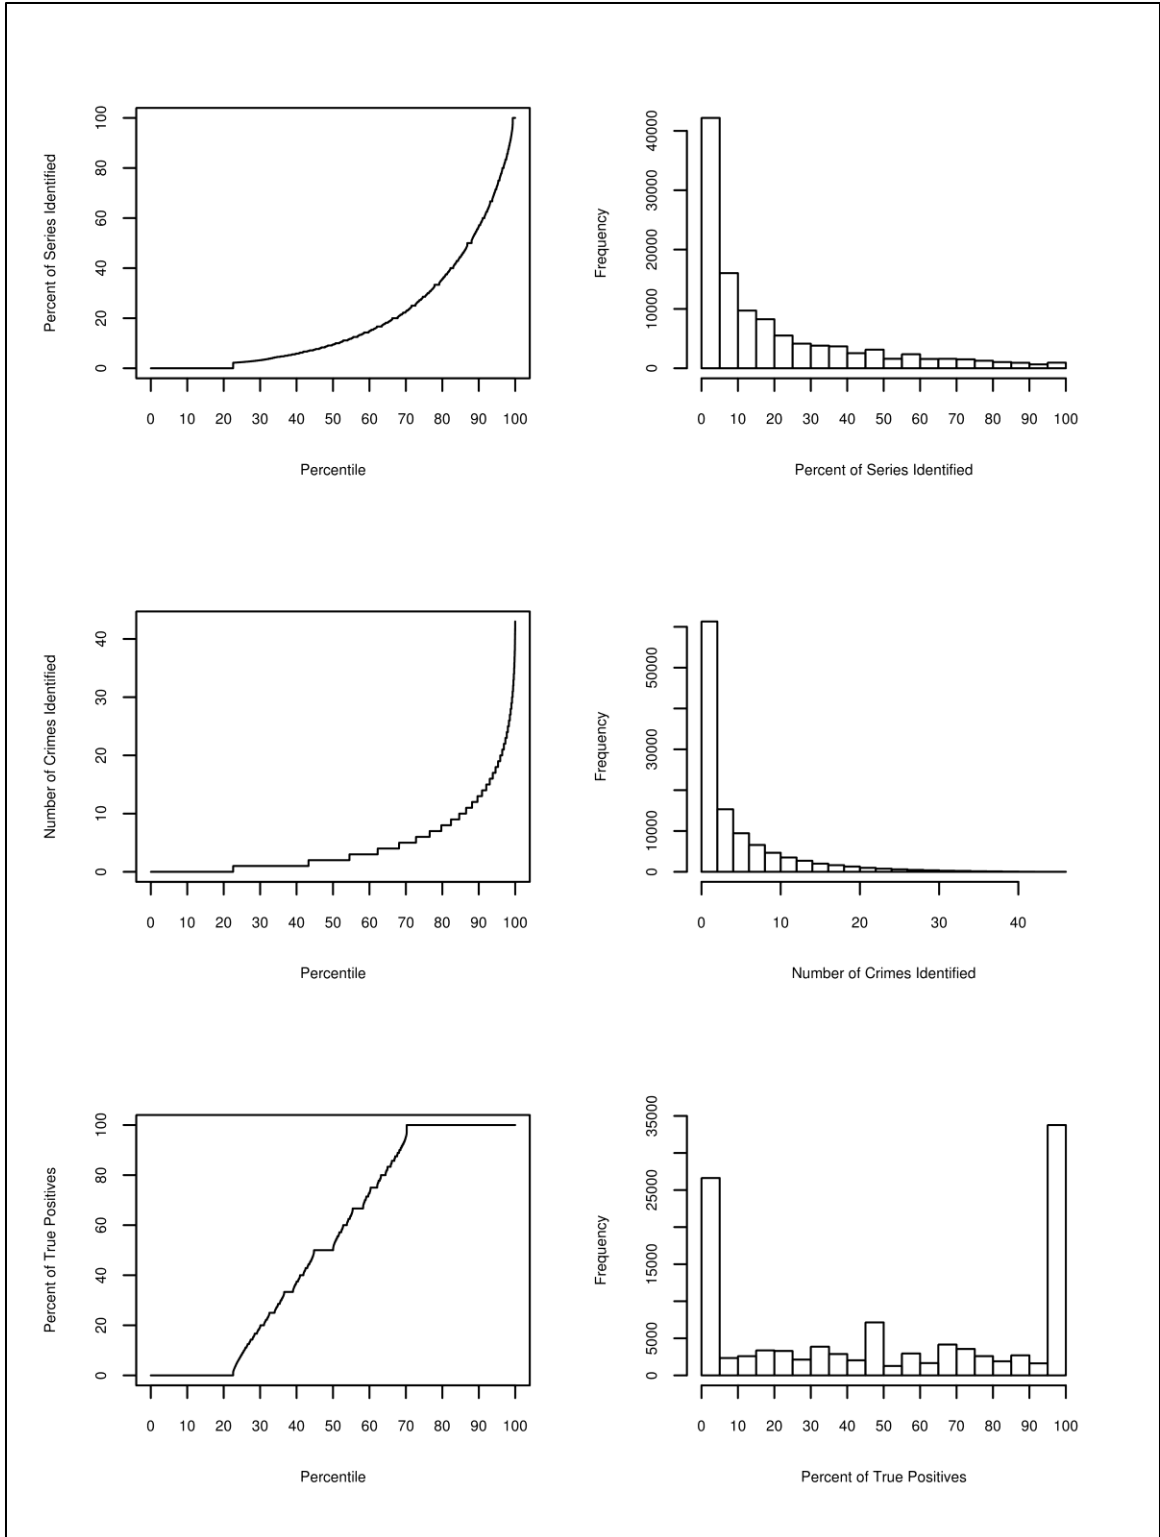 Percent of Series Identified
100
80
60
40
20
0
0 10 20 30 40 50 60 70 80 90 100
Percentile
Frequency
40000
30000
20000
10000
0
0 10 20 30 40 50 60 70 80 90 100
Percent of Series Identified
Number of Crimes Identified
40
30
20
10
0
0 10 20 30 40 50 60 70 80 90 100
Percentile
Frequency
50000
30000
10000
0
0 10 20 30 40
Number of Crimes Identified
Percent of True Positives
100
80
60
40
20
0
0 10 20 30 40 50 60 70 80 90 100
Percentile
Frequency
35000
25000
15000
5000
0
0 10 20 30 40 50 60 70 80 90 100
Percent of True Positives